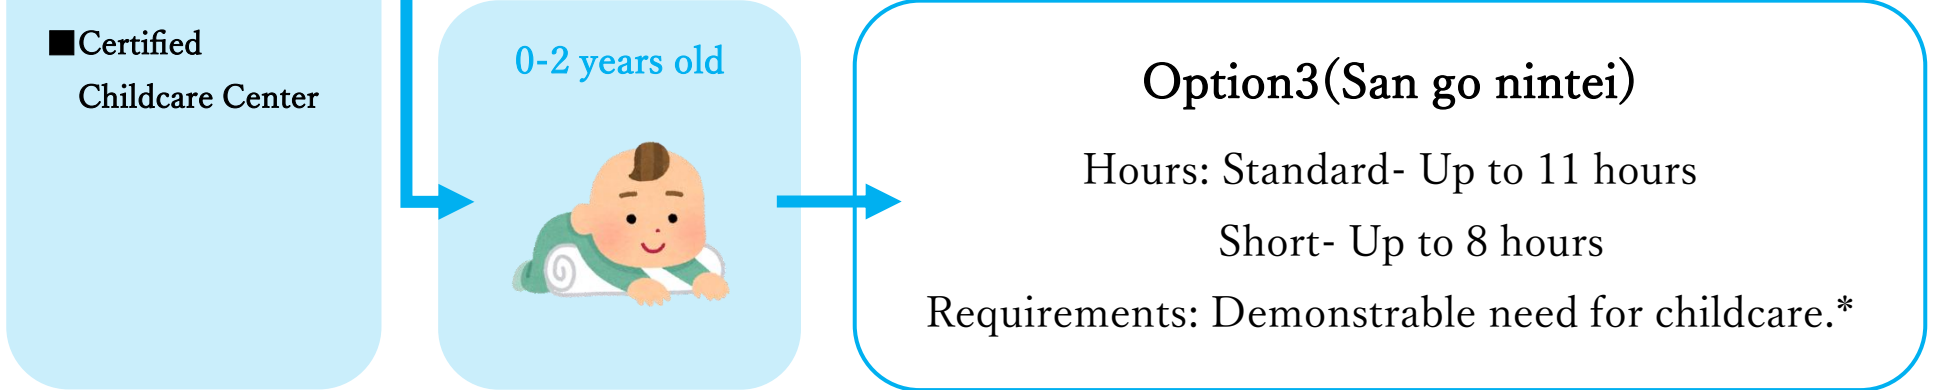 ■Certified
Childcare Center
0-2 years old
Option3(San go nintei)
Hours: Standard- Up to 11 hours
Short- Up to 8 hours
Requirements: Demonstrable need for childcare.*